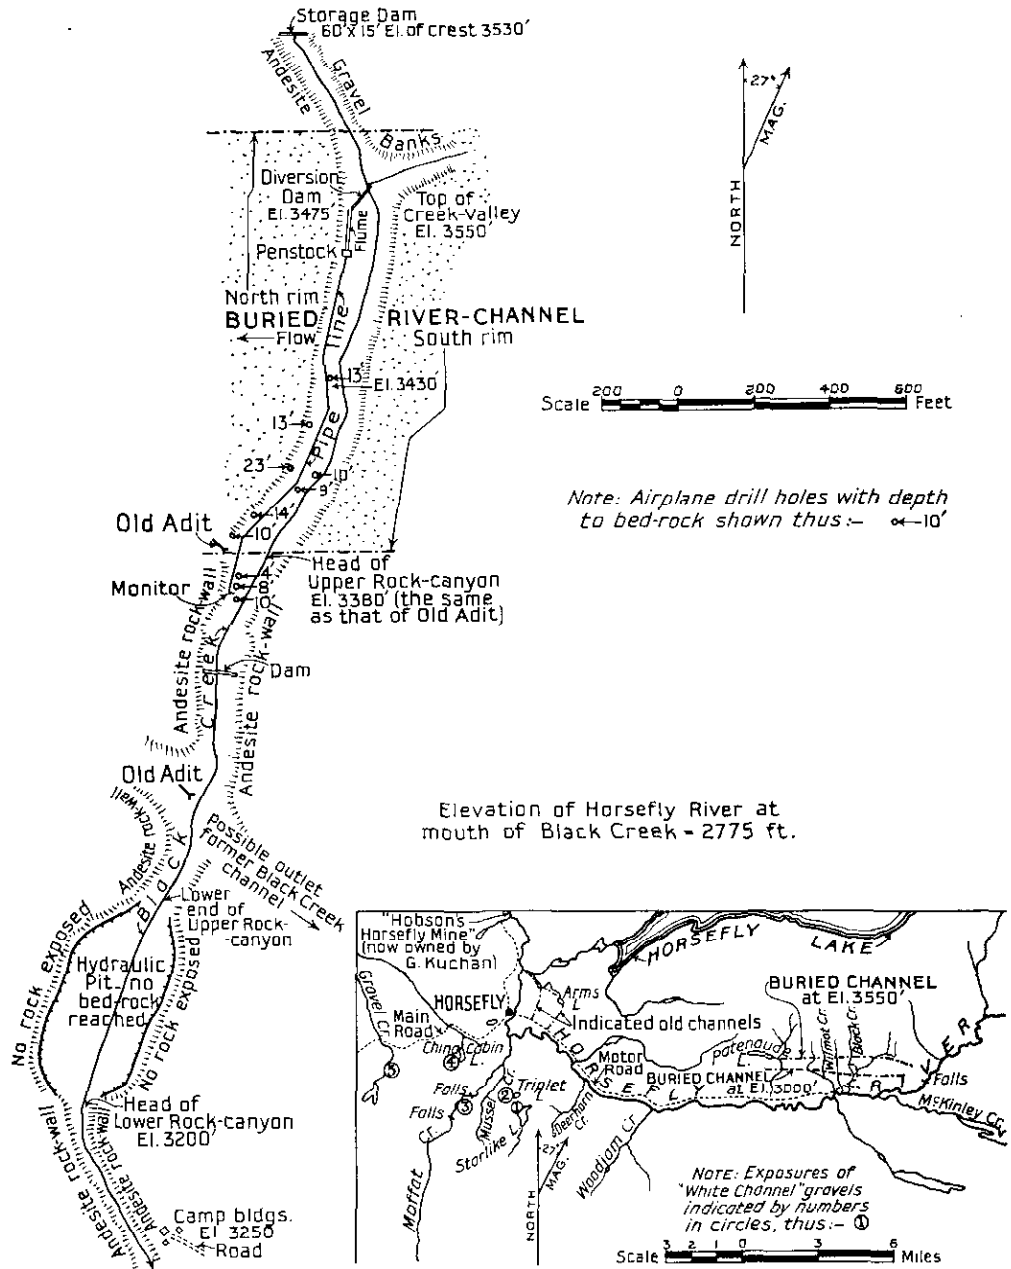 Storage Dam
60'x 15' El. of crest 3530'
Andesite
Gravel
Banks
27°
MAG.
NORTH
Diversion
Dam
El. 3475'
Flume
Top of
Creek-Valley
El. 3550'
Penstock
North rim
BURIED
Flow
RIVER-CHANNEL
South rim
Pipe line
13'
El. 3430'
13'
23'
10'
9'
14'
10'
Scale 200 0 200 400 600 Feet
Note: Airplane drill holes with depth
to bed-rock shown thus:- 10'
Old Adit
Monitor
4'
8'
10'
Head of
Upper Rock-canyon
El. 3380' (the same
as that of Old Adit)
Andesite rock-wall
Creek
Dam
Andesite rock-wall
Old Adit
Andesite rock-wall
Black
possible outlet
former Black Creek
channel
Elevation of Horsefly River at
mouth of Black Creek = 2775 ft.
Lower
end of
Upper Rock-
-canyon
No rock exposed
Hydraulic
Pit.. no
bed-rock
reached
No rock exposed
Head of
Lower Rock-canyon
El. 3200'
Andesite rock-wall
Andesite rock wall
Camp bldgs.
El 3250'
Road
"Hobson's
Horsefly Mine"
(now owned by
G. Kuchan)
HORSEFLY LAKE
Gravel Cr.
HORSEFLY
Arms
L.
Indicated old channels
BURIED CHANNEL
at El. 3550'
Main
Road
China Cabin
L.
④
⑤
Motor
Road
Patenaude
L.
Wilmot Cr.
Black Cr.
HORSEFLY RIVER
BURIED CHANNEL
at El. 3000'
Falls
McKinley Cr.
Falls
③
Falls
Mussel Cr.
②
Triplet
L.
①
Starlike L.
Deerhorn
Cr.
Woodjam Cr.
Moffat Cr.
27°
MAG.
NORTH
NOTE: Exposures of
"White Channel" gravels
indicated by numbers
in circles, thus:- ①
Scale 3 2 1 0 3 6 Miles